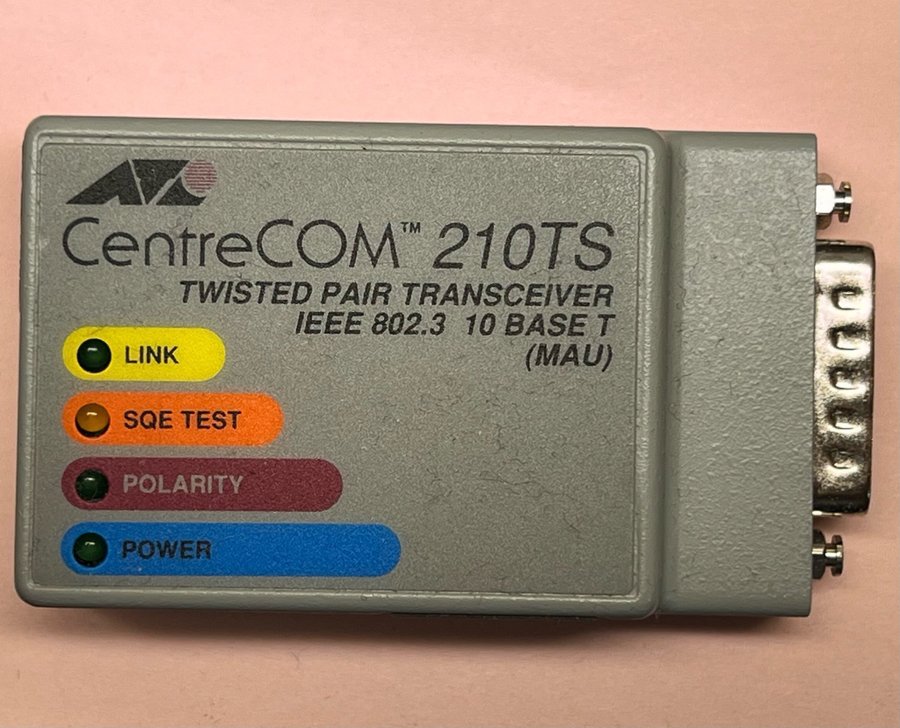 CentreCOM™ 210TS
TWISTED PAIR TRANSCEIVER
IEEE 802.3 10 BASE T
(MAU)
LINK
SQE TEST
POLARITY
POWER